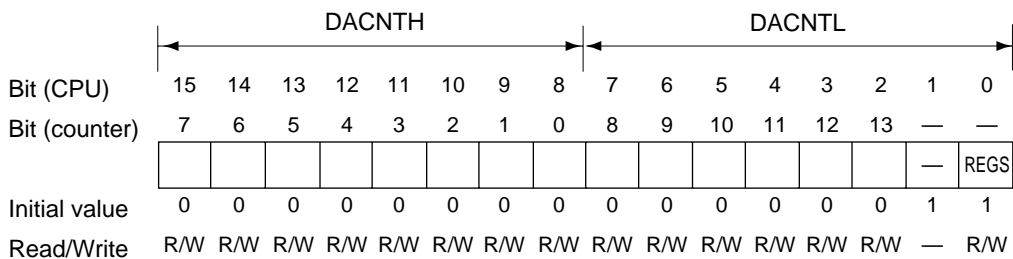 DACNTH DACNTL
Bit (CPU) 15 14 13 12 11 10 9 8 7 6 5 4 3 2 1 0
Bit (counter) 7 6 5 4 3 2 1 0 8 9 10 11 12 13 — —
— REGS
Initial value 0 0 0 0 0 0 0 0 0 0 0 0 0 0 1 1
Read/Write R/W R/W R/W R/W R/W R/W R/W R/W R/W R/W R/W R/W R/W R/W — R/W